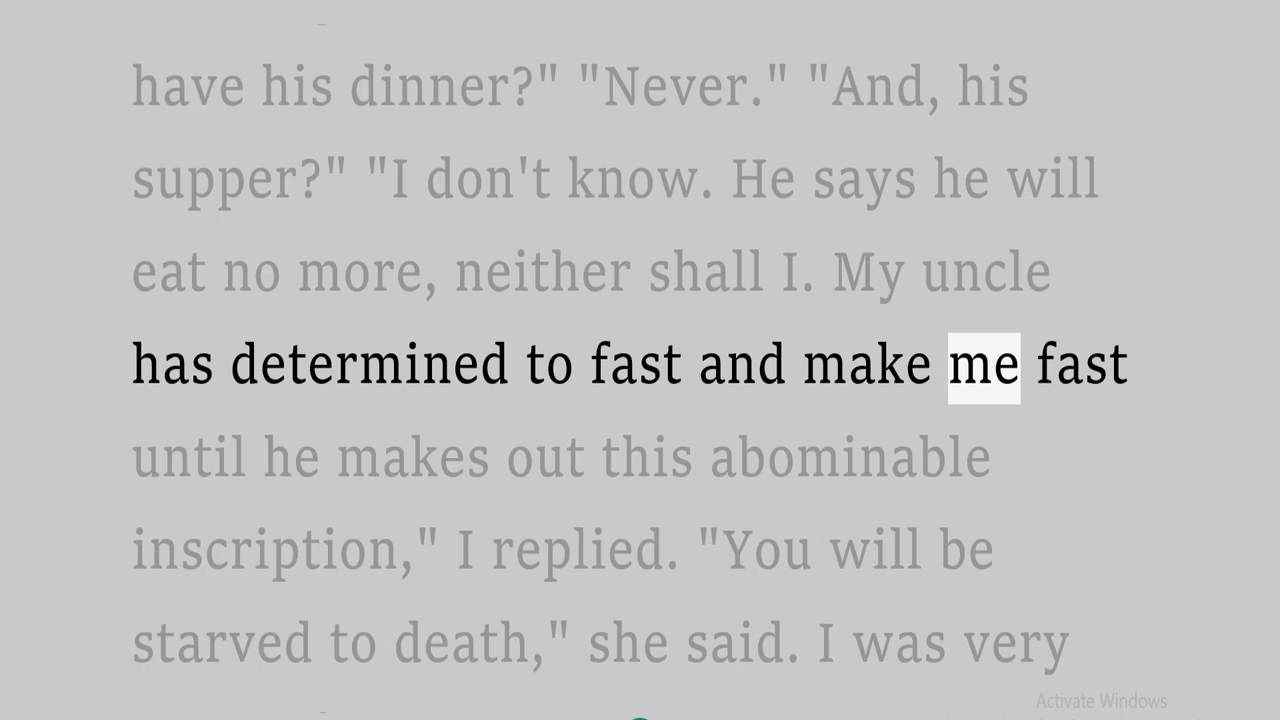 have his dinner?" "Never." "And, his
supper?" "I don't know. He says he will
eat no more, neither shall I. My uncle
has determined to fast and make me fast
until he makes out this abominable
inscription," I replied. "You will be
starved to death," she said. I was very
Activate Windows